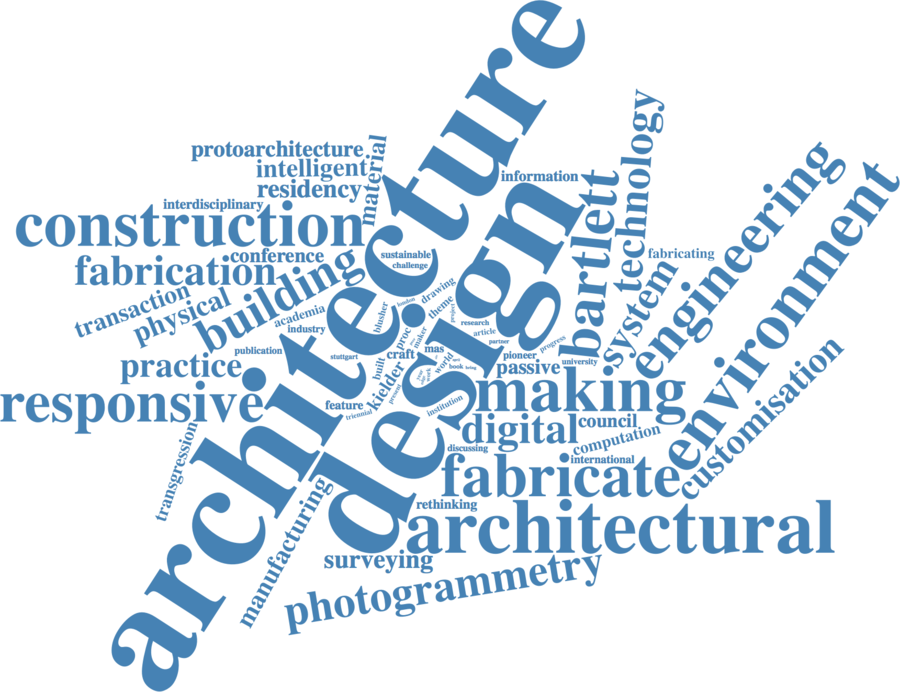 architecture
design
protoarchitecture
intelligent
residency
material
information
interdisciplinary
construction
conference
fabrication
building
transaction
physical
academia
industry
practice
publication
stuttgart
responsive
sustainable
challenge
blusher
london
drawing
theme
project
research
article
partner
progress
proc
maker
craft
mas
built
kielder
world
book
present
feature
triennial
institution
pioneer
passive
university
bartlett
technology
system
fabricating
engineering
environment
customisation
making
digital
council
computation
international
discussing
fabricate
rethinking
architectural
surveying
photogrammetry
manufacturing
transgression